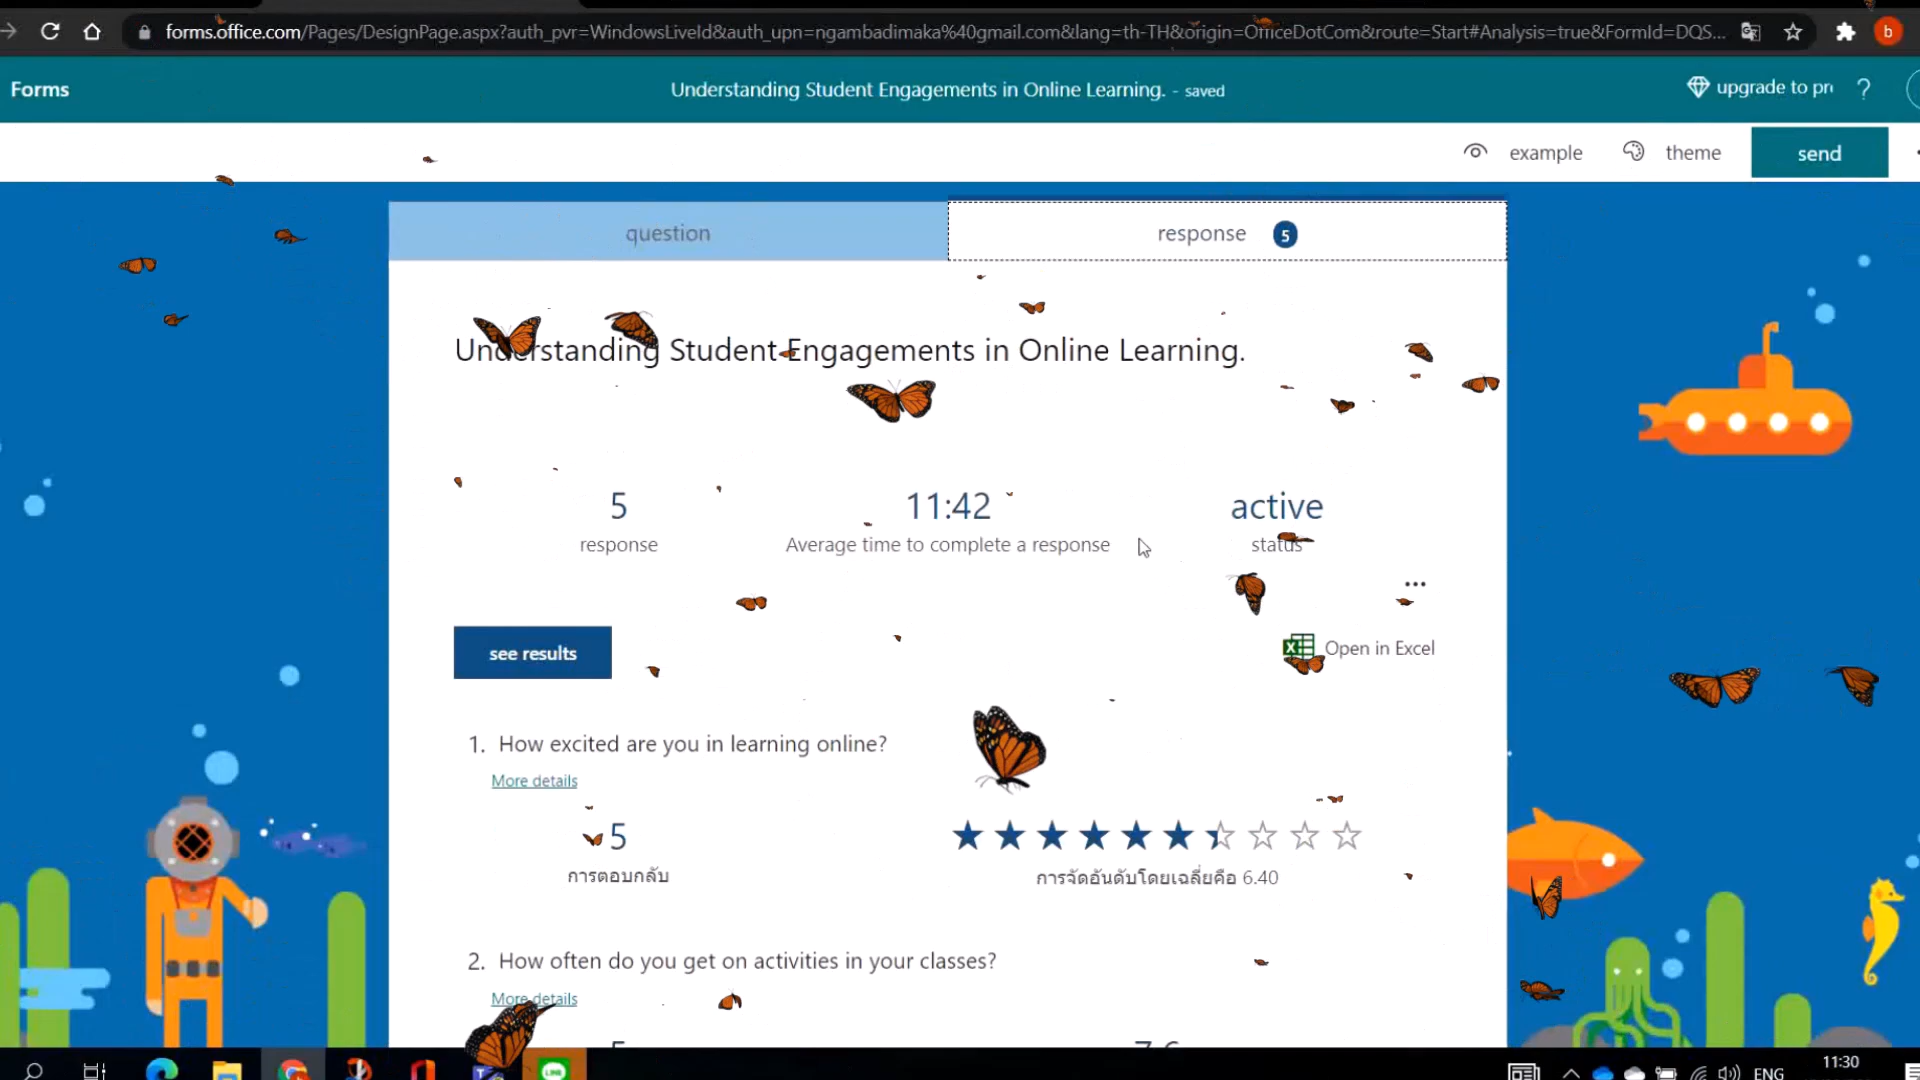 forms.office.com/Pages/DesignPage.aspx?auth_pvr=WindowsLiveId&auth_upn=ngambadimaka%40gmail.com&lang=th-TH&origin=OfficeDotCom&route=Start#Analysis=true&FormId=DQS...
b
Forms
Understanding Student Engagements in Online Learning. - saved
upgrade to pr
?
example
theme
send
question
response 5
Understanding Student Engagements in Online Learning.
5
response
11:42
Average time to complete a response
active
status
see results
Open in Excel
1. How excited are you in learning online?
More details
5
การตอบกลับ
การจัดอันดับโดยเฉลี่ยคือ 6.40
2. How often do you get on activities in your classes?
More details
LINE
ENG
11:30